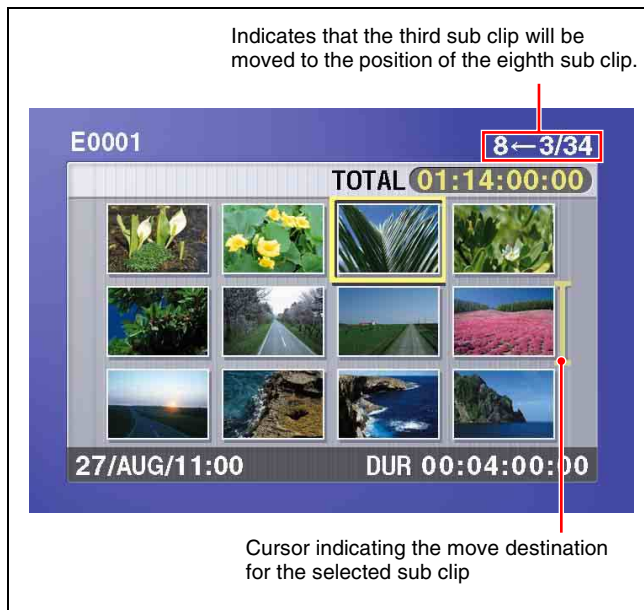 Indicates that the third sub clip will be
moved to the position of the eighth sub clip.
E0001
8←3/34
TOTAL 01:14:00:00
27/AUG/11:00
DUR 00:04:00:00
Cursor indicating the move destination
for the selected sub clip